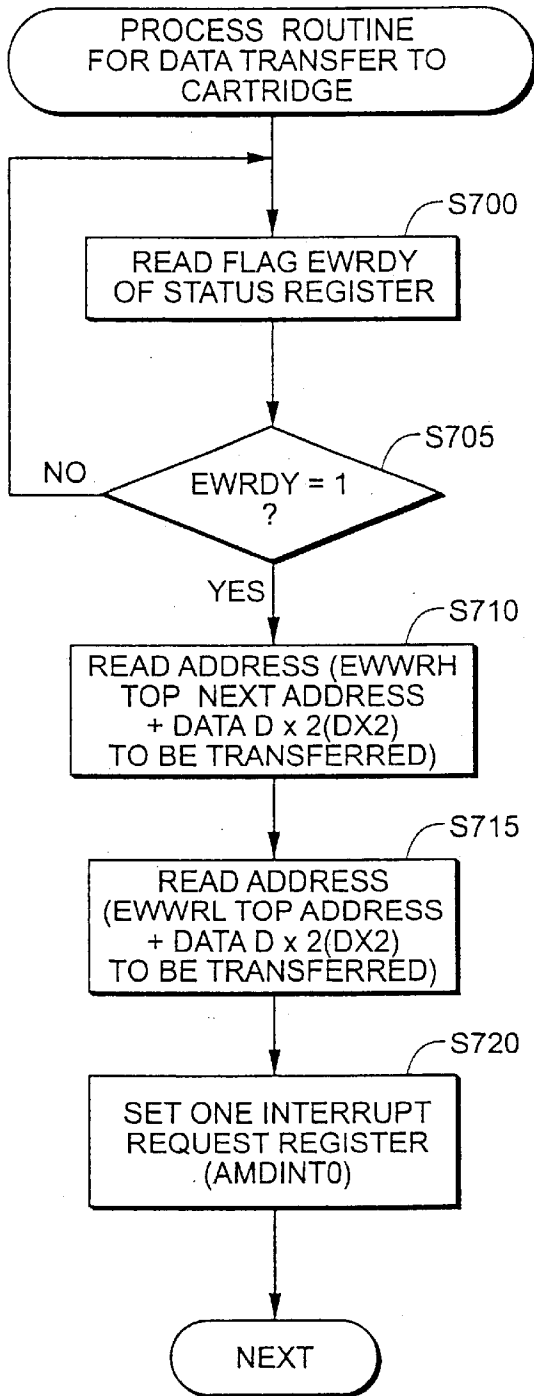 PROCESS ROUTINE
FOR DATA TRANSFER TO
CARTRIDGE
S700
READ FLAG EWRDY
OF STATUS REGISTER
S705
NO
EWRDY = 1
?
YES
S710
READ ADDRESS (EWWRH
TOP NEXT ADDRESS
+ DATA D x 2(DX2)
TO BE TRANSFERRED)
S715
READ ADDRESS
(EWWRL TOP ADDRESS
+ DATA D x 2(DX2)
TO BE TRANSFERRED)
S720
SET ONE INTERRUPT
REQUEST REGISTER
(AMDINT0)
NEXT